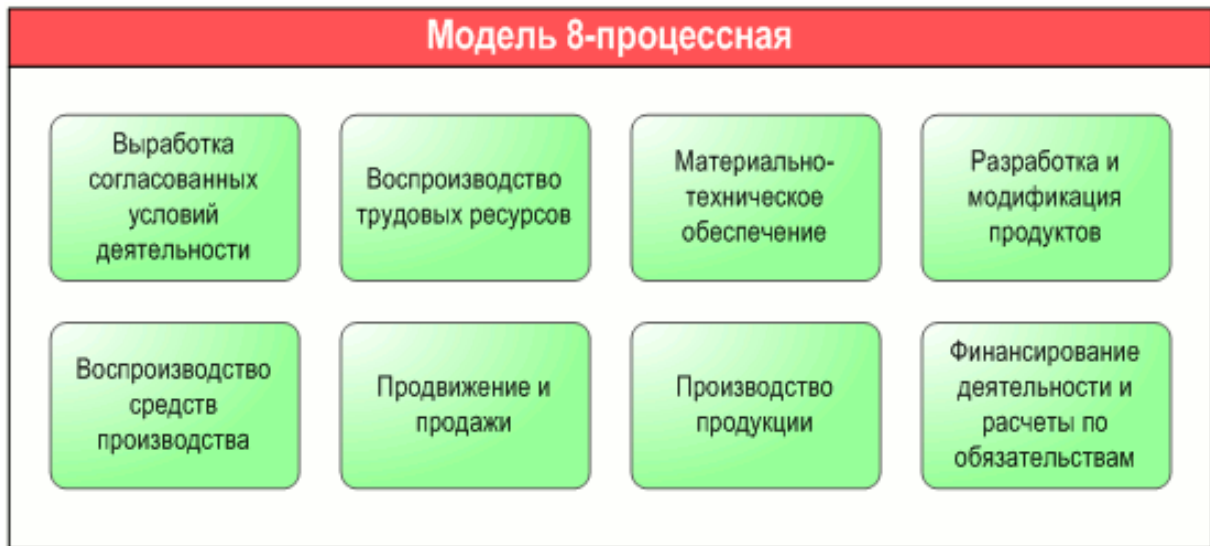 Модель 8-процессная
Выработка
согласованных
условий
деятельности
Воспроизводство
трудовых ресурсов
Материально-
техническое
обеспечение
Разработка и
модификация
продуктов
Воспроизводство
средств
производства
Продвижение и
продажи
Производство
продукции
Финансирование
деятельности и
расчеты по
обязательствам